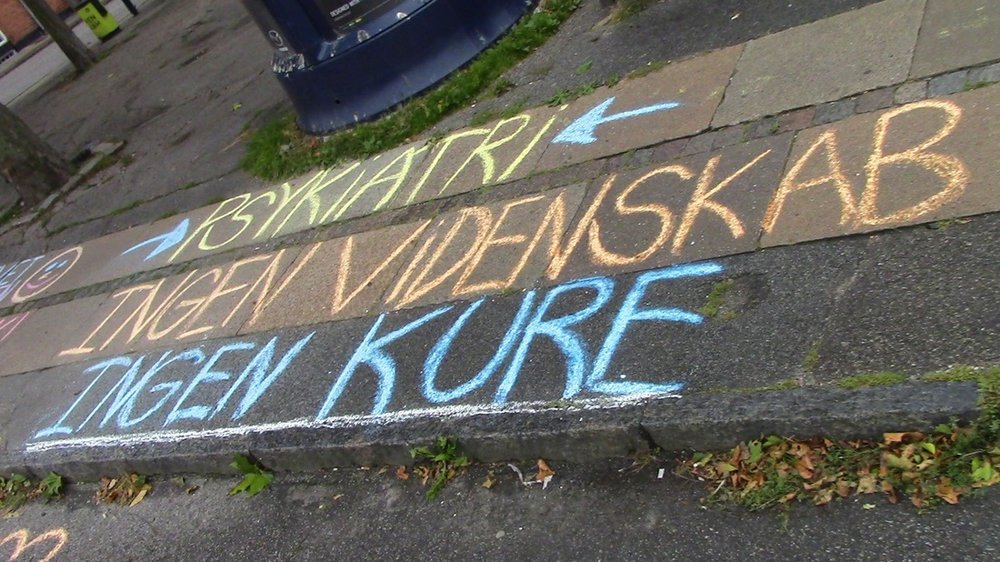 PSYKIATRI
INGEN VIDENSKAB
INGEN KURE